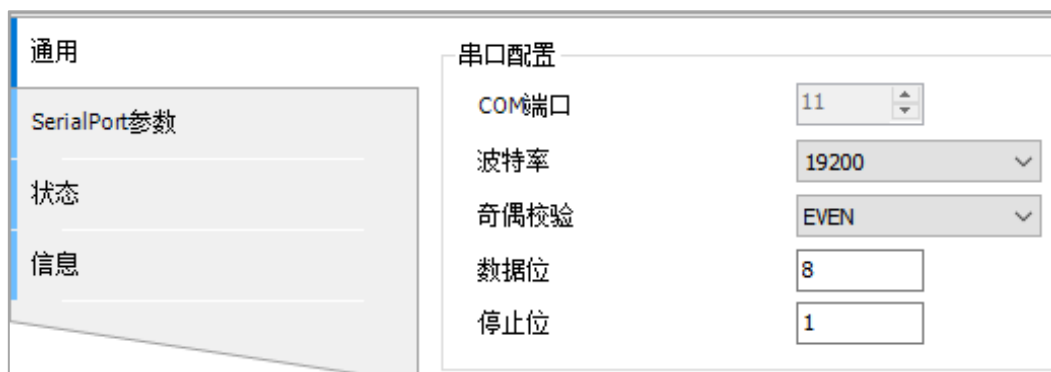 通用
SerialPort参数
状态
信息
串口配置
COM端口 11
波特率 19200
奇偶校验 EVEN
数据位 8
停止位 1